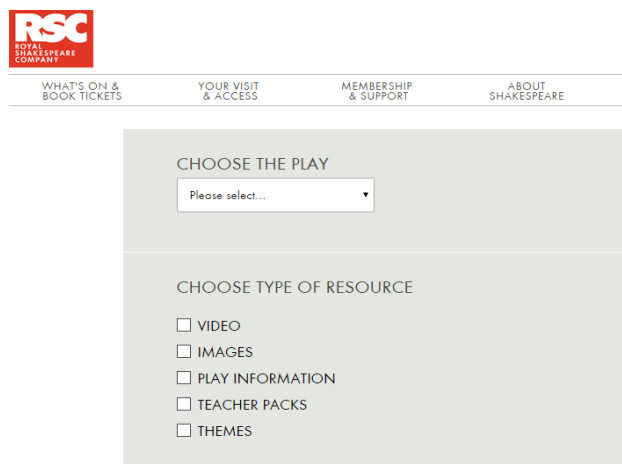 RSC
ROYAL
SHAKESPEARE
COMPANY
WHAT'S ON &
BOOK TICKETS
YOUR VISIT
& ACCESS
MEMBERSHIP
& SUPPORT
ABOUT
SHAKESPEARE
CHOOSE THE PLAY
Please select...
CHOOSE TYPE OF RESOURCE
VIDEO
IMAGES
PLAY INFORMATION
TEACHER PACKS
THEMES